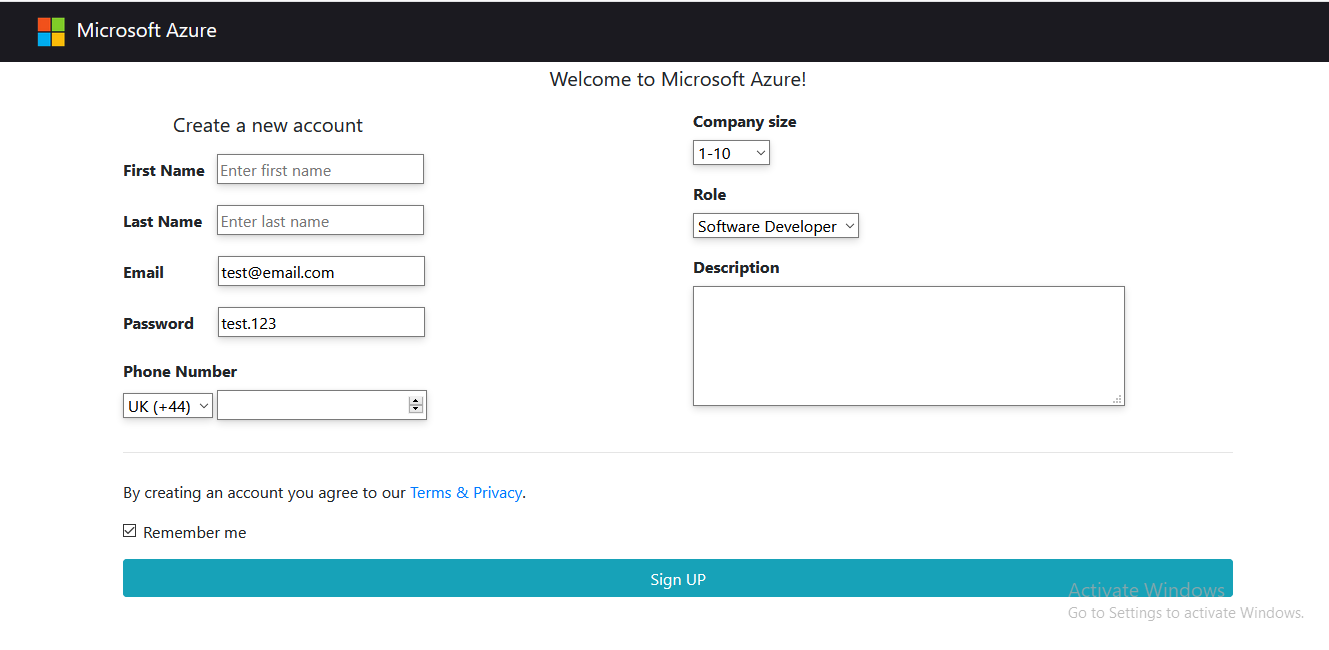 Microsoft Azure
Welcome to Microsoft Azure!
Create a new account
First Name Enter first name
Last Name Enter last name
Email test@email.com
Password test.123
Phone Number
UK (+44)
Company size
1-10
Role
Software Developer
Description
By creating an account you agree to our Terms & Privacy.
Remember me
Sign UP
Activate Windows
Go to Settings to activate Windows.